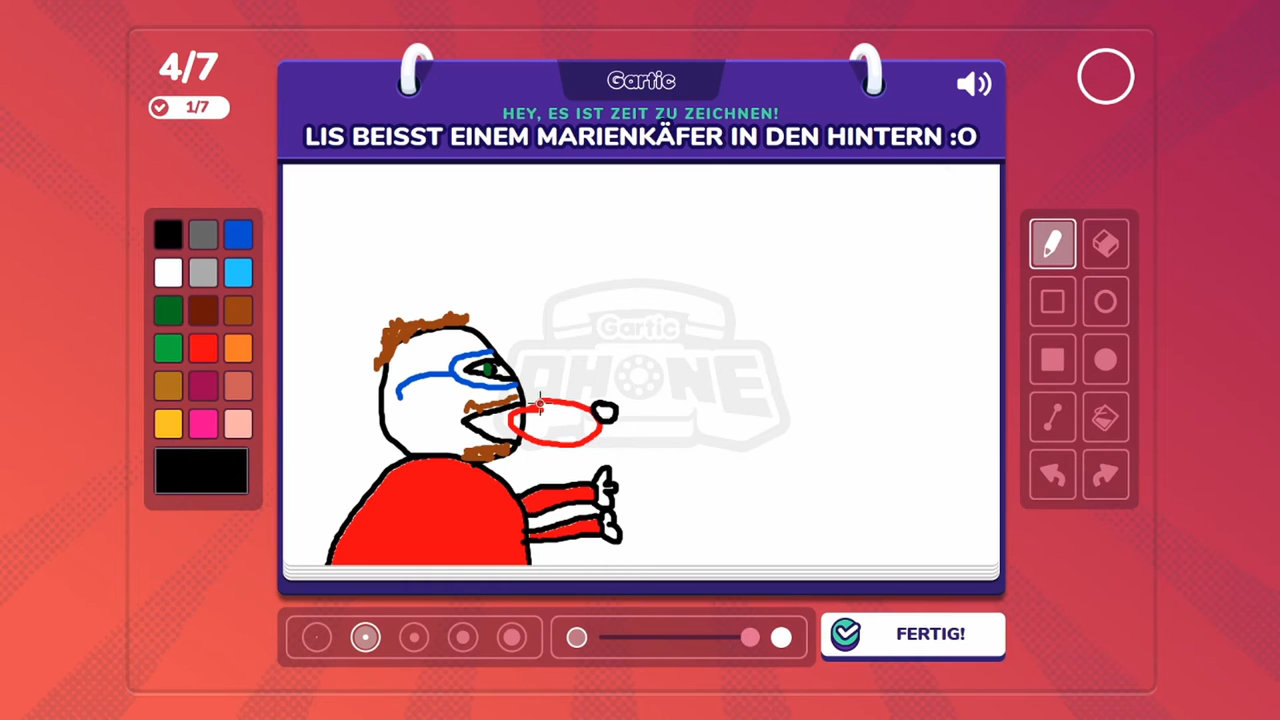 4/7
1/7
Gartic
HEY, ES IST ZEIT ZU ZEICHNEN!
LIS BEISST EINEM MARIENKÄFER IN DEN HINTERN :O
Gartic
PHONE
FERTIG!